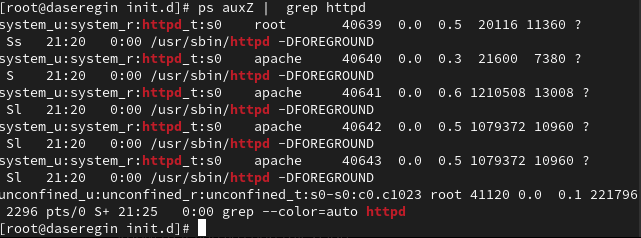 [root@daseregin init.d]# ps auxZ |  grep httpd
system_u:system_r:httpd_t:s0    root       40639  0.0  0.5  20116 11360 ?
 Ss   21:20   0:00 /usr/sbin/httpd -DFOREGROUND
system_u:system_r:httpd_t:s0    apache     40640  0.0  0.3  21600  7380 ?
 S    21:20   0:00 /usr/sbin/httpd -DFOREGROUND
system_u:system_r:httpd_t:s0    apache     40641  0.0  0.6 1210508 13008 ?
 Sl   21:20   0:00 /usr/sbin/httpd -DFOREGROUND
system_u:system_r:httpd_t:s0    apache     40642  0.0  0.5 1079372 10960 ?
 Sl   21:20   0:00 /usr/sbin/httpd -DFOREGROUND
system_u:system_r:httpd_t:s0    apache     40643  0.0  0.5 1079372 10960 ?
 Sl   21:20   0:00 /usr/sbin/httpd -DFOREGROUND
unconfined_u:unconfined_r:unconfined_t:s0-s0:c0.c1023 root 41120 0.0  0.1 221796
 2296 pts/0 S+ 21:25   0:00 grep --color=auto httpd
[root@daseregin init.d]#